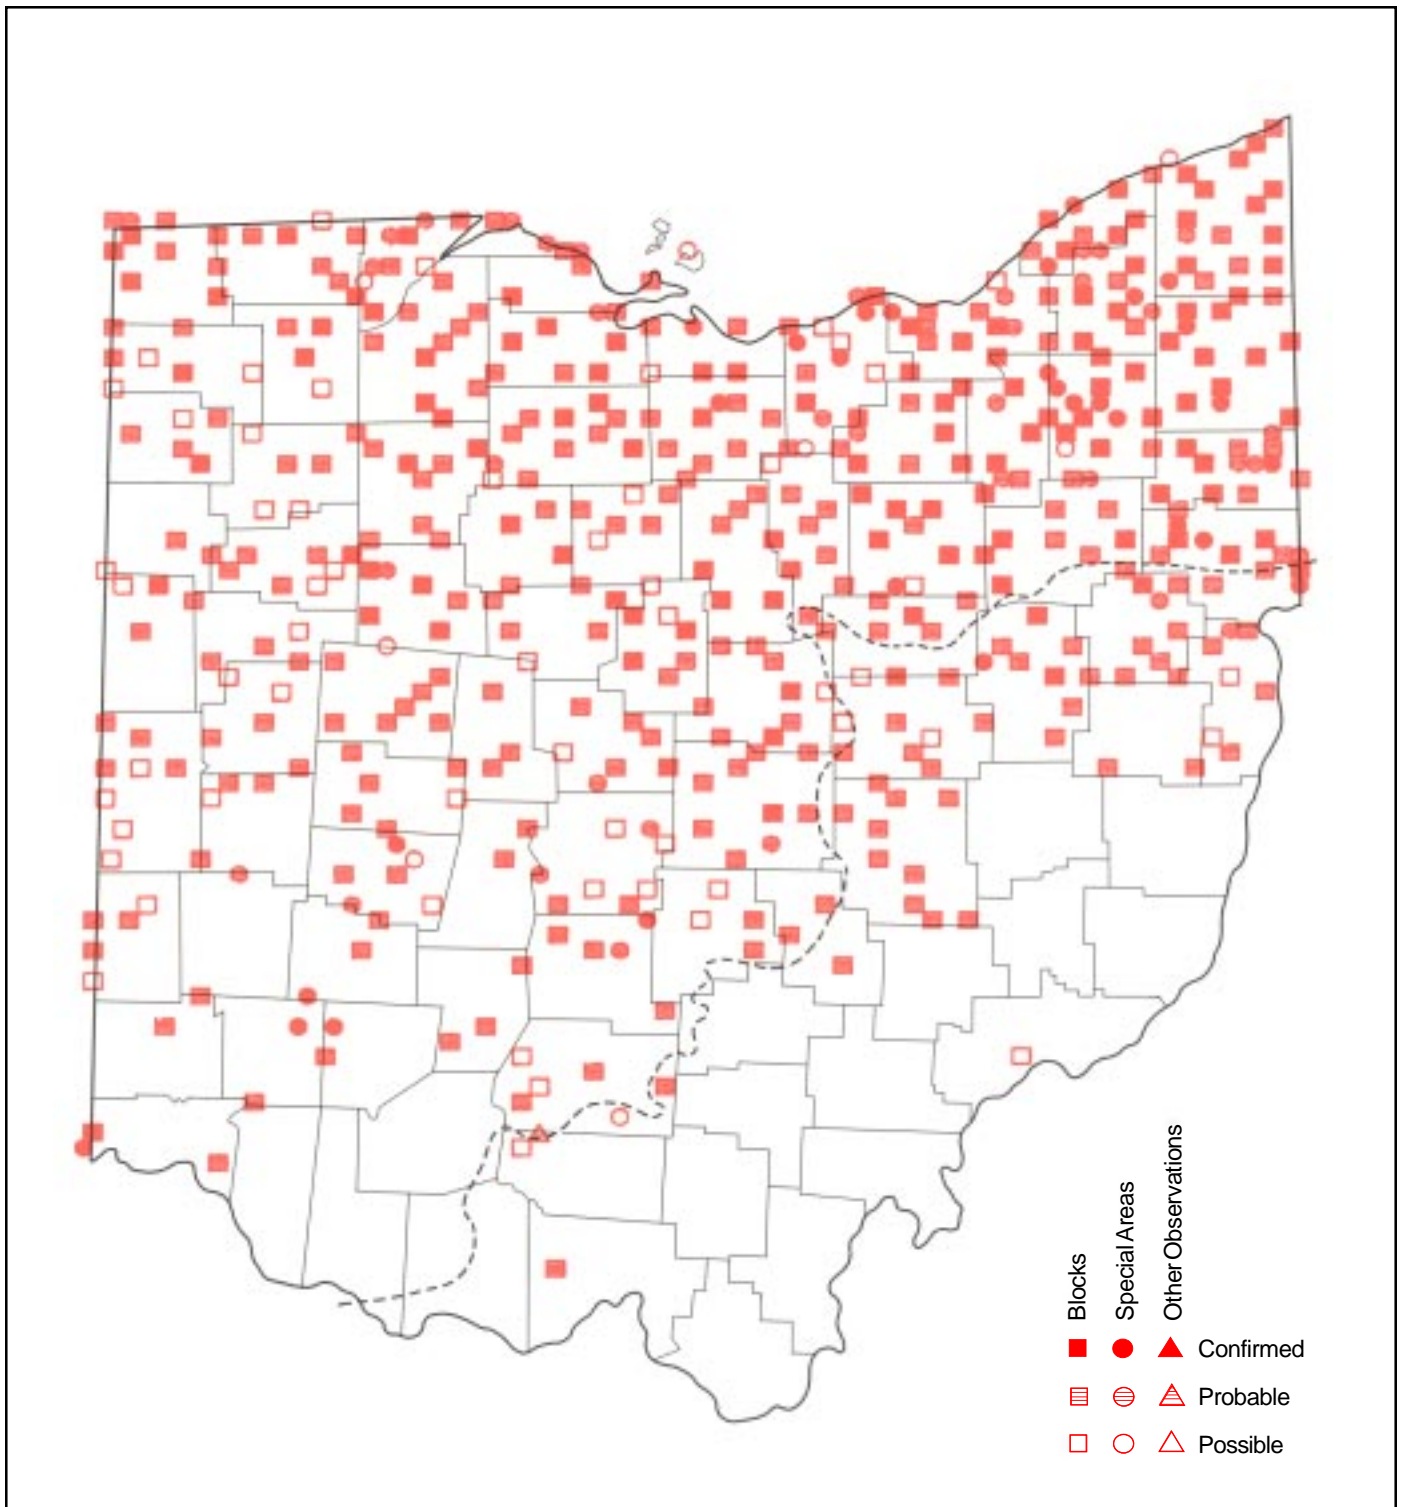 Blocks
Special Areas
Other Observations
Confirmed
Probable
Possible